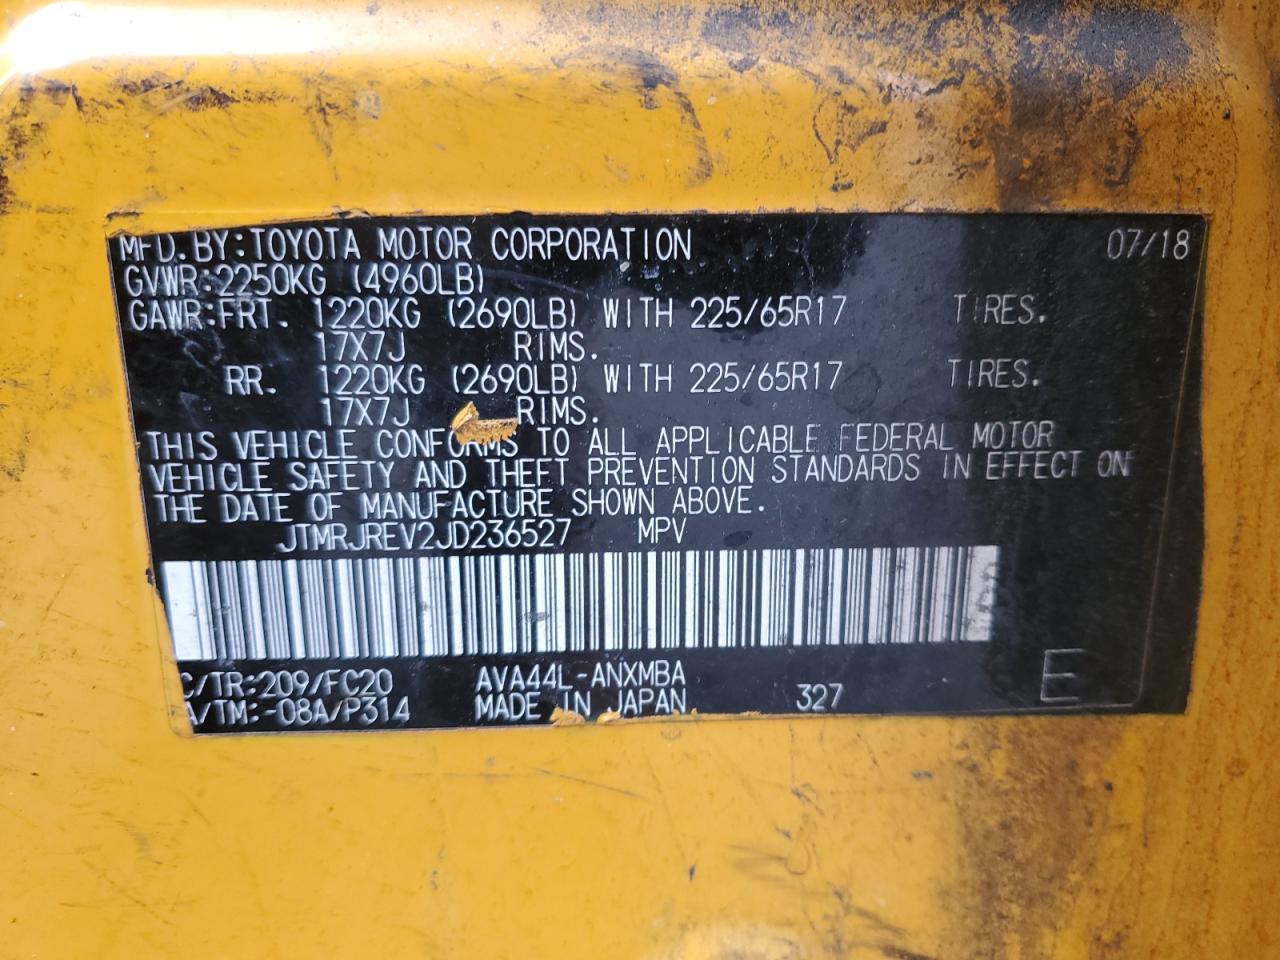 MFD. BY: TOYOTA MOTOR CORPORATION 07/18
GVWR: 2250KG (4960LB)
GAWR: FRT. 1220KG (2690LB) WITH 225/65R17 TIRES.
17X7J RIMS.
RR. 1220KG (2690LB) WITH 225/65R17 TIRES.
17X7J RIMS.
THIS VEHICLE CONFORMS TO ALL APPLICABLE FEDERAL MOTOR
VEHICLE SAFETY AND THEFT PREVENTION STANDARDS IN EFFECT ON
THE DATE OF MANUFACTURE SHOWN ABOVE.
JTMRJREV2JD236527 MPV
C/TR: 209/FC20 AVA44L-ANXMBA
A/TM: -08A/P314 MADE IN JAPAN 327 E